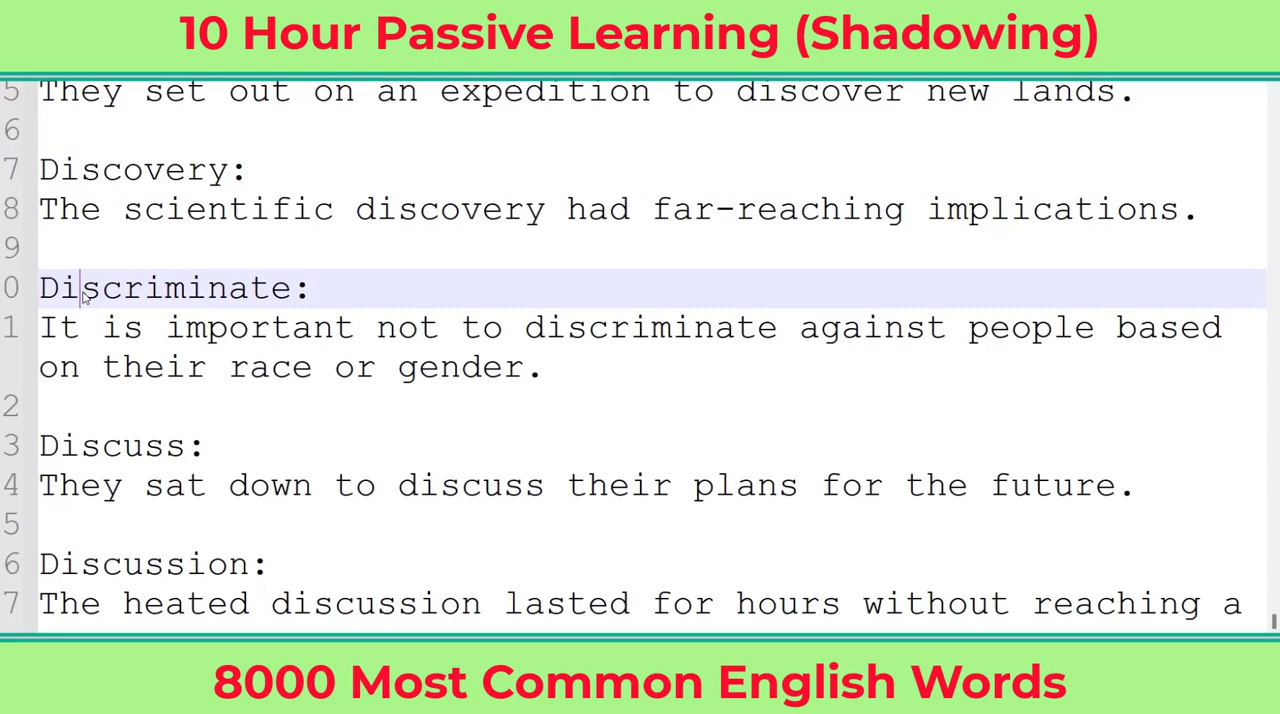 10 Hour Passive Learning (Shadowing)
5 They set out on an expedition to discover new lands.
6
7 Discovery:
8 The scientific discovery had far-reaching implications.
9
0 Discriminate:
1 It is important not to discriminate against people based
on their race or gender.
2
3 Discuss:
4 They sat down to discuss their plans for the future.
5
6 Discussion:
7 The heated discussion lasted for hours without reaching a
8000 Most Common English Words